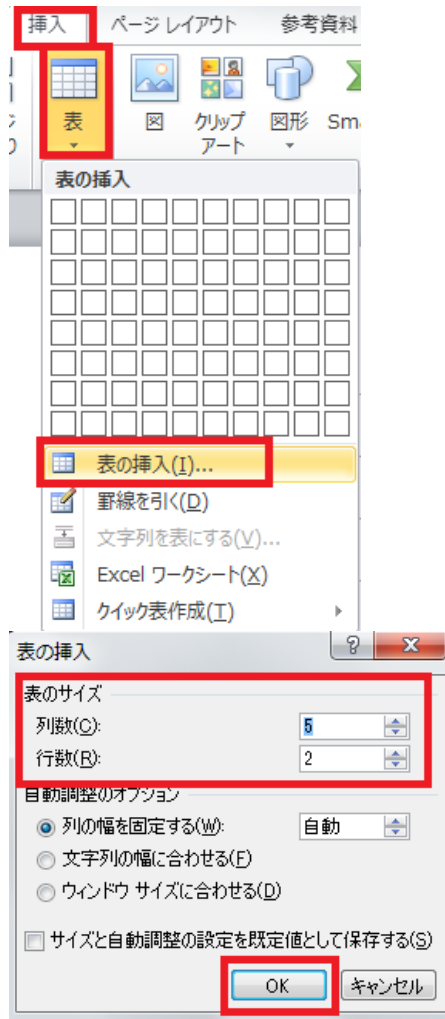 挿入 ページ レイアウト 参考資料
表 図 クリップ 図形 Sm
アート
表の挿入
表の挿入(I)...
罫線を引く(D)
文字列を表にする(V)...
Excel ワークシート(X)
クイック表作成(T)
表の挿入
表のサイズ
列数(C): 5
行数(R): 2
自動調整のオプション
列の幅を固定する(W): 自動
文字列の幅に合わせる(F)
ウィンドウ サイズに合わせる(D)
サイズと自動調整の設定を既定値として保存する(S)
OK キャンセル